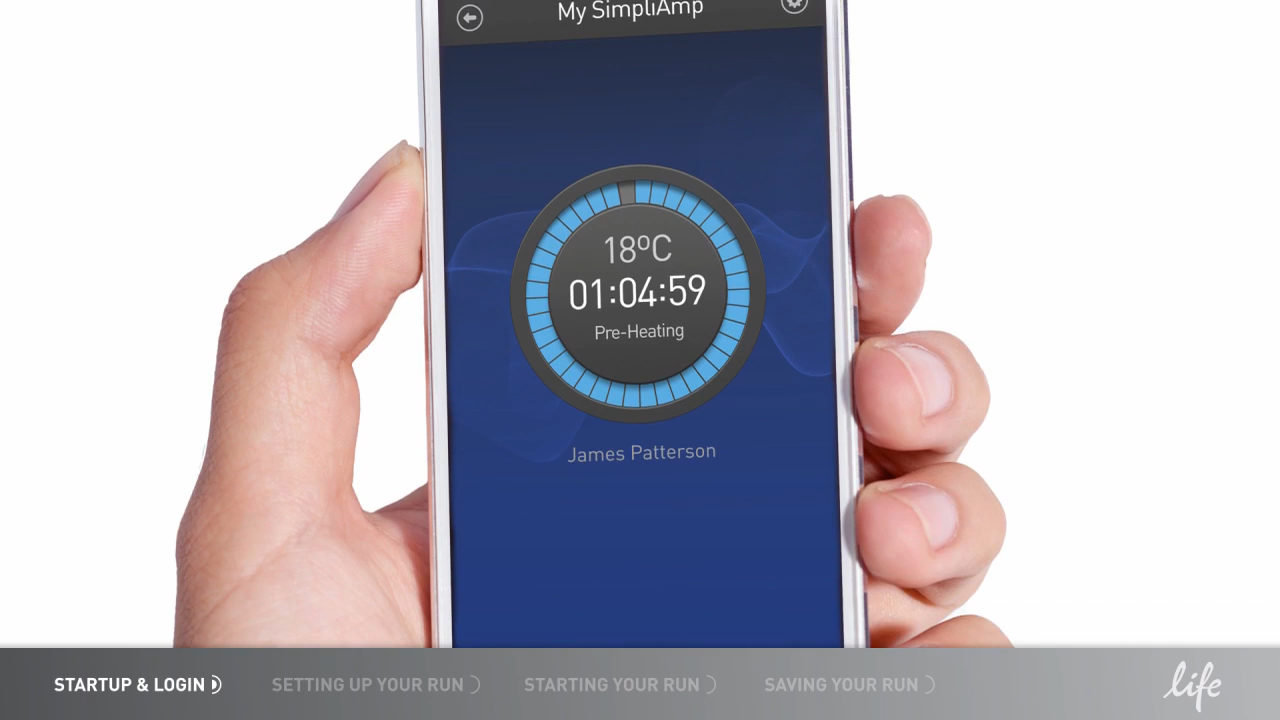 My SimpliAmp
18ºC
01:04:59
Pre-Heating
James Patterson
STARTUP & LOGIN
SETTING UP YOUR RUN
STARTING YOUR RUN
SAVING YOUR RUN
life